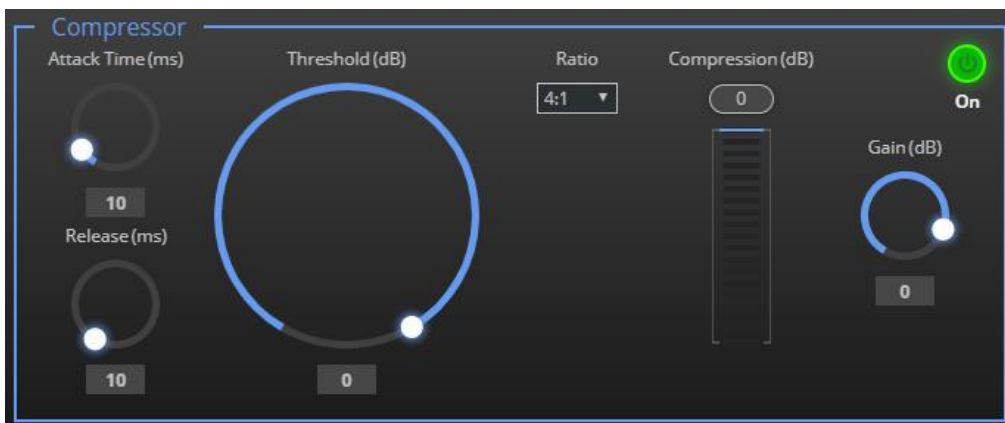 Compressor
Attack Time (ms)
Threshold (dB)
Ratio
Compression (dB)
4:1
0
On
Gain (dB)
10
Release (ms)
0
10
0